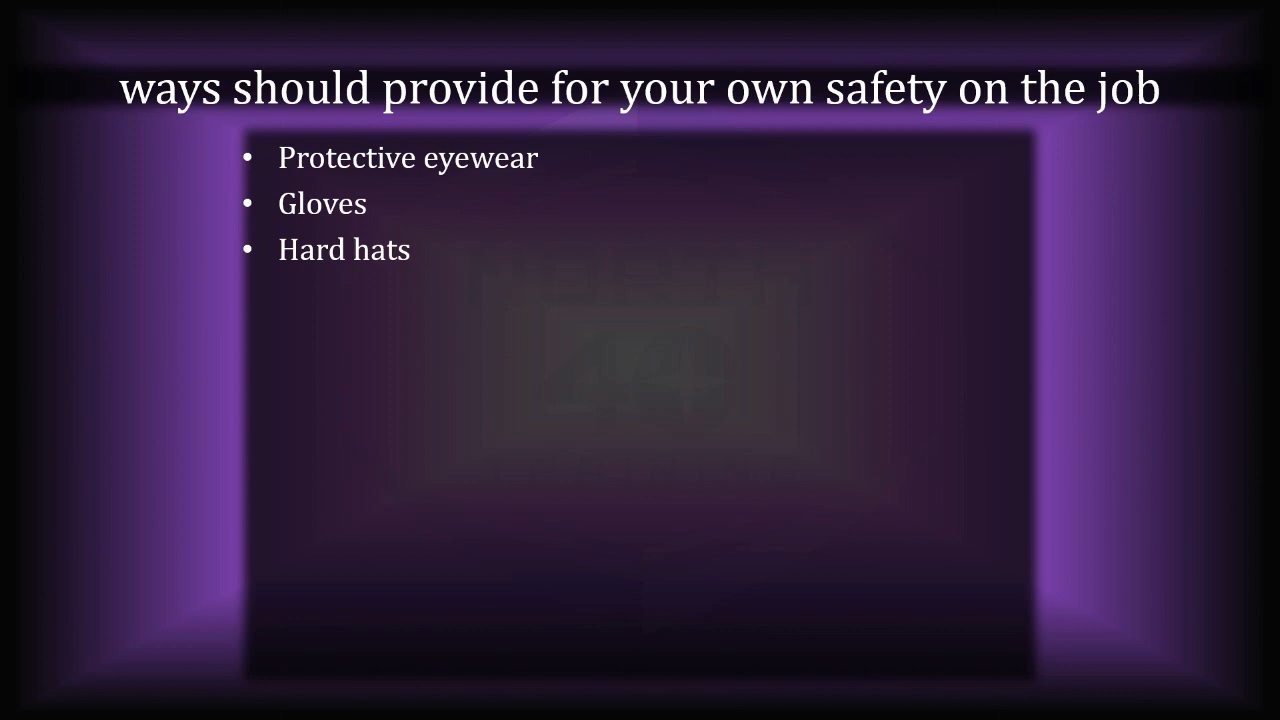 ways should provide for your own safety on the job
• Protective eyewear
• Gloves
• Hard hats